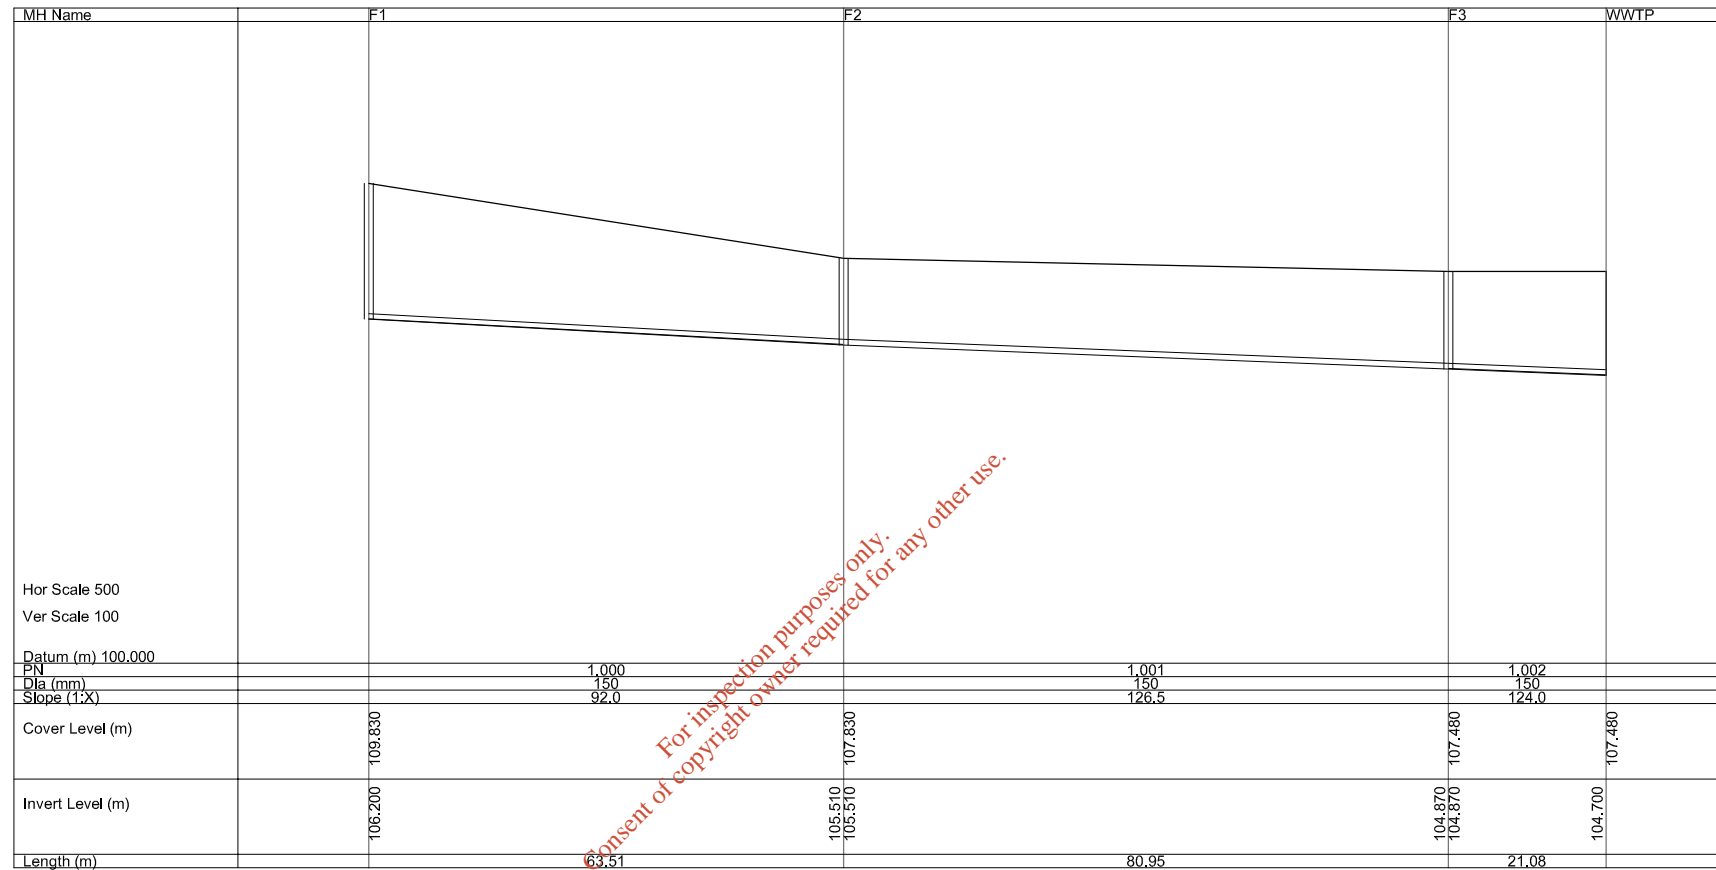 MH Name F1 F2 F3 WWTP
Hor Scale 500
Ver Scale 100
Datum (m) 100.000
PN 1.000 1.001 1.002
Dia (mm) 150 150 150
Slope (1:X) 92.0 126.5 124.0
Cover Level (m) 109.830 107.830 107.480 107.480
Invert Level (m) 106.200 105.510 105.510 104.870 104.870 104.700
Length (m) 63.51 80.95 21.08
For inspection purposes only.
Consent of copyright owner required for any other use.